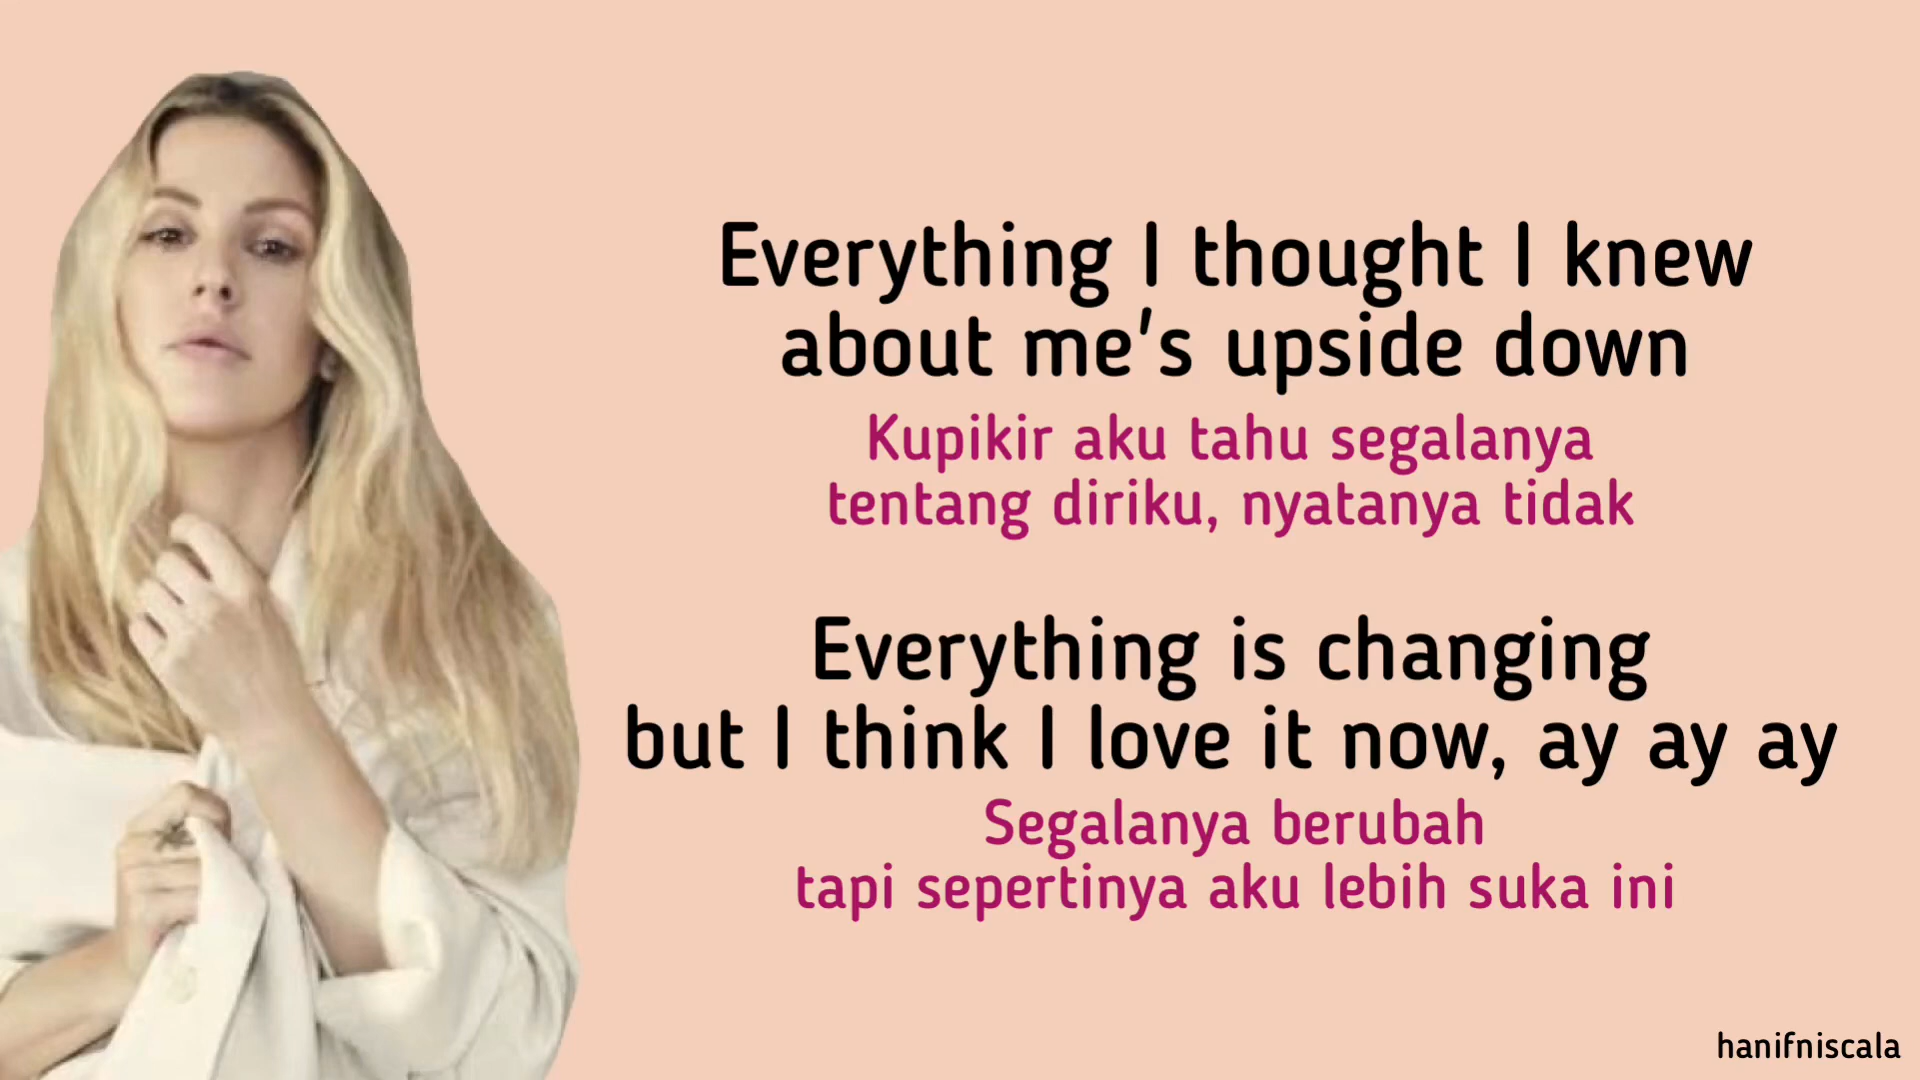 Everything I thought I knew
about me's upside down
Kupikir aku tahu segalanya
tentang diriku, nyatanya tidak
Everything is changing
but I think I love it now, ay ay ay
Segalanya berubah
tapi sepertinya aku lebih suka ini
hanifniscala